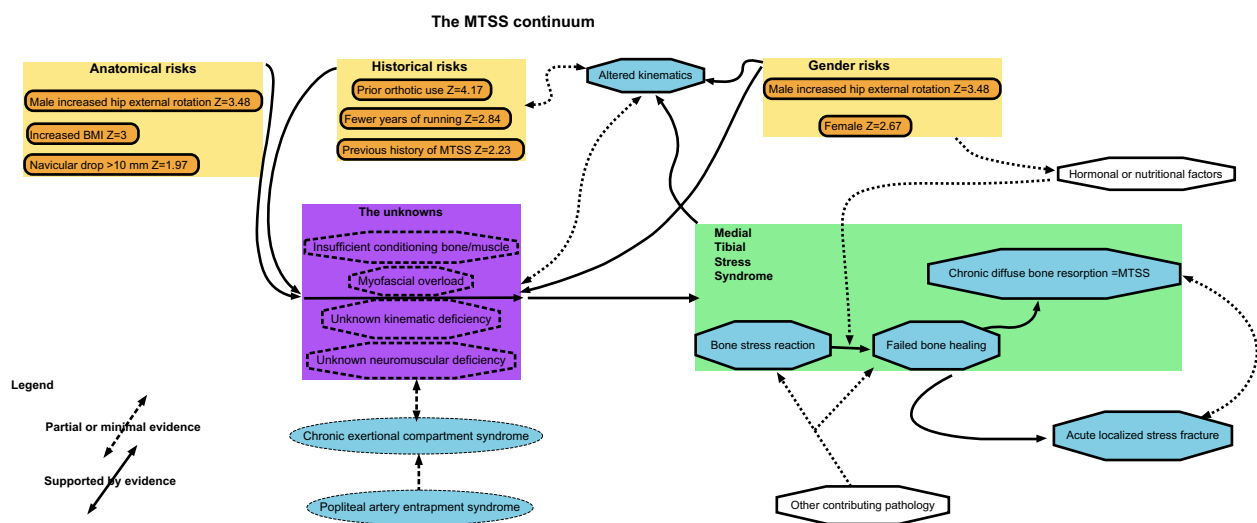 The MTSS continuum
Anatomical risks
Male increased hip external rotation Z=3.48
Increased BMI Z=3
Navicular drop >10 mm Z=1.97
Historical risks
Prior orthotic use Z=4.17
Fewer years of running Z=2.84
Previous history of MTSS Z=2.23
Altered kinematics
Gender risks
Male increased hip external rotation Z=3.48
Female Z=2.67
Hormonal or nutritional factors
The unknowns
Insufficient conditioning bone/muscle
Myofascial overload
Unknown kinematic deficiency
Unknown neuromuscular deficiency
Medial
Tibial
Stress
Syndrome
Chronic diffuse bone resorption =MTSS
Bone stress reaction
Failed bone healing
Legend
Partial or minimal evidence
Supported by evidence
Chronic exertional compartment syndrome
Acute localized stress fracture
Popliteal artery entrapment syndrome
Other contributing pathology